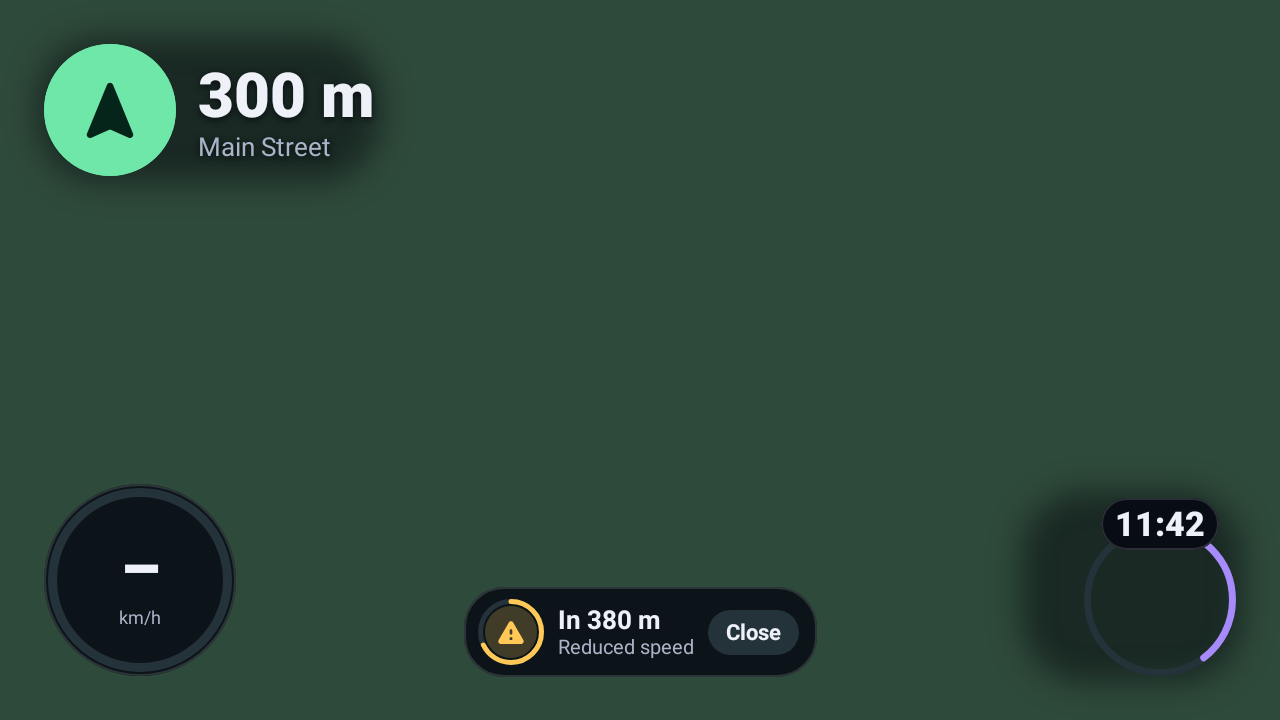 300 m
Main Street
–
km/h
In 380 m
Reduced speed
Close
11:42